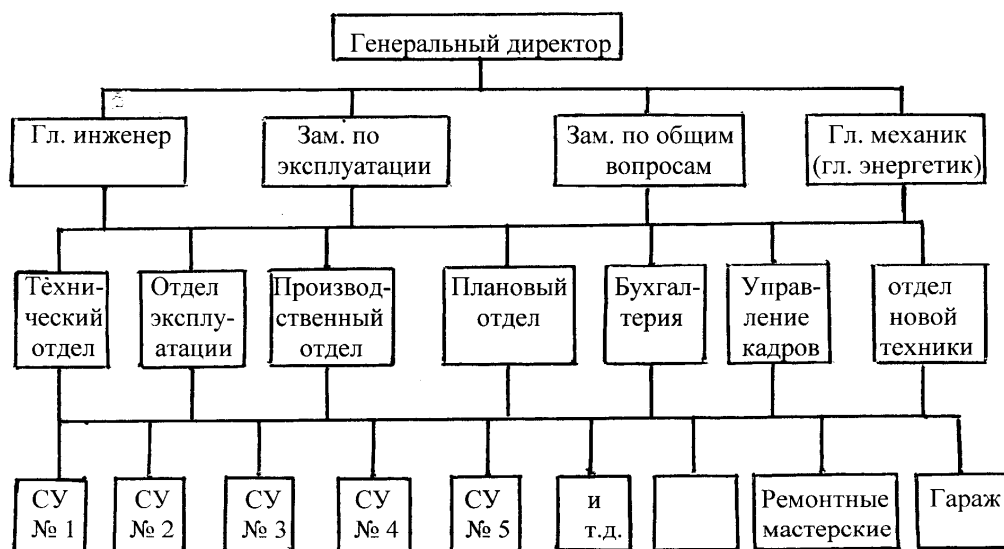 Генеральный директор
Гл. инженер
Зам. по
эксплуатации
Зам. по общим
вопросам
Гл. механик
(гл. энергетик)
Техни-
ческий
отдел
Отдел
эксплу-
атации
Производ-
ственный
отдел
Плановый
отдел
Бухгал-
терия
Управ-
ление
кадров
отдел
новой
техники
СУ
№ 1
СУ
№ 2
СУ
№ 3
СУ
№ 4
СУ
№ 5
и
т.д.
Ремонтные
мастерские
Гараж